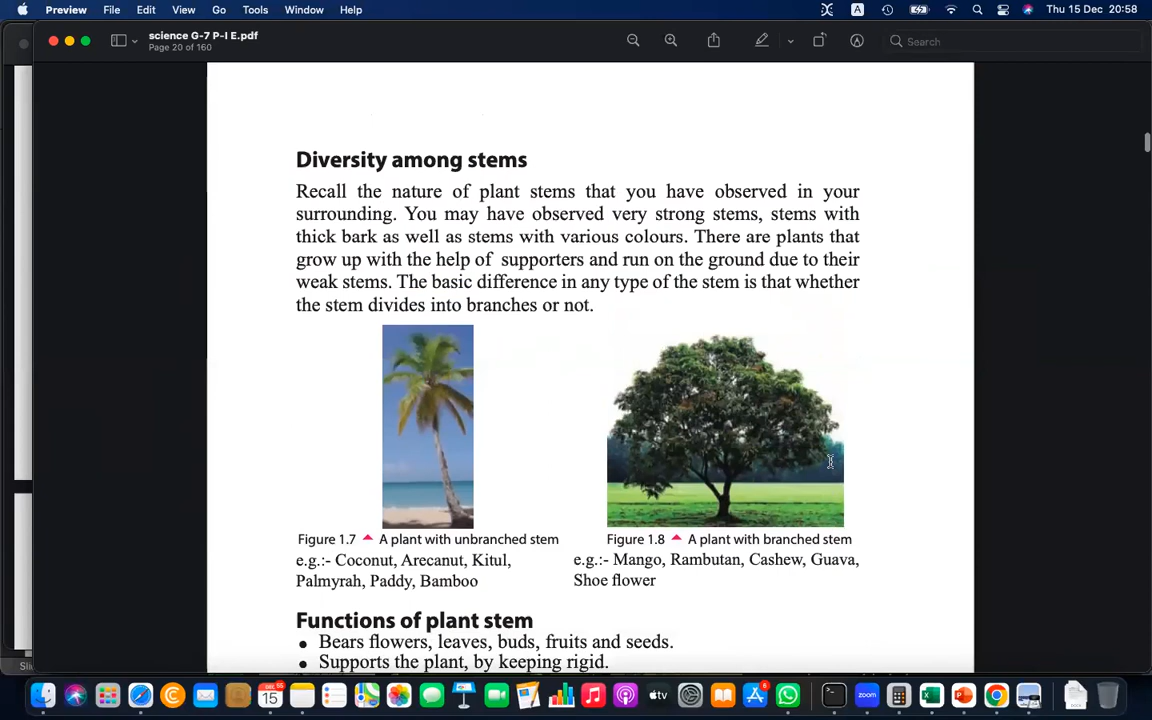 Preview File Edit View Go Tools Window Help A Thu 15 Dec 20:58
science G-7 P-I E.pdf
Page 20 of 160
Search
Diversity among stems
Recall the nature of plant stems that you have observed in your
surrounding. You may have observed very strong stems, stems with
thick bark as well as stems with various colours. There are plants that
grow up with the help of supporters and run on the ground due to their
weak stems. The basic difference in any type of the stem is that whether
the stem divides into branches or not.
Figure 1.7 A plant with unbranched stem
e.g.:- Coconut, Arecanut, Kitul,
Palmyrah, Paddy, Bamboo
Figure 1.8 A plant with branched stem
e.g.:- Mango, Rambutan, Cashew, Guava,
Shoe flower
Functions of plant stem
• Bears flowers, leaves, buds, fruits and seeds.
• Supports the plant, by keeping rigid.
Sli
DEC
15
tv
zoom